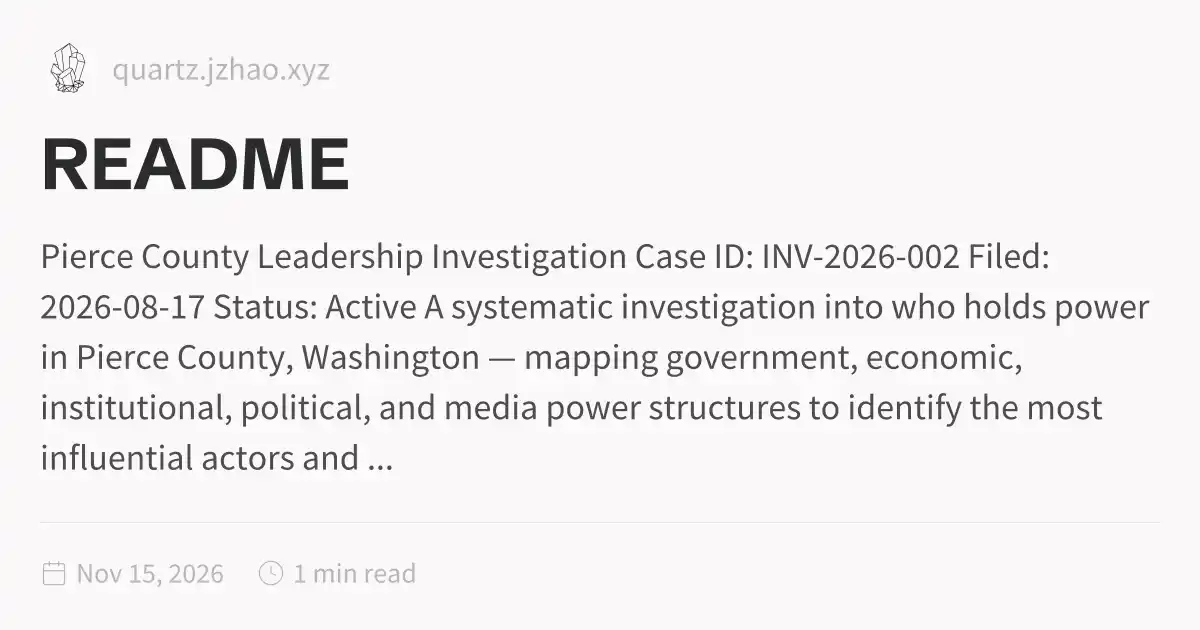 quartz.jzhao.xyz
README
Pierce County Leadership Investigation Case ID: INV-2026-002 Filed:
2026-08-17 Status: Active A systematic investigation into who holds power
in Pierce County, Washington — mapping government, economic,
institutional, political, and media power structures to identify the most
influential actors and ...
Nov 15, 2026 1 min read